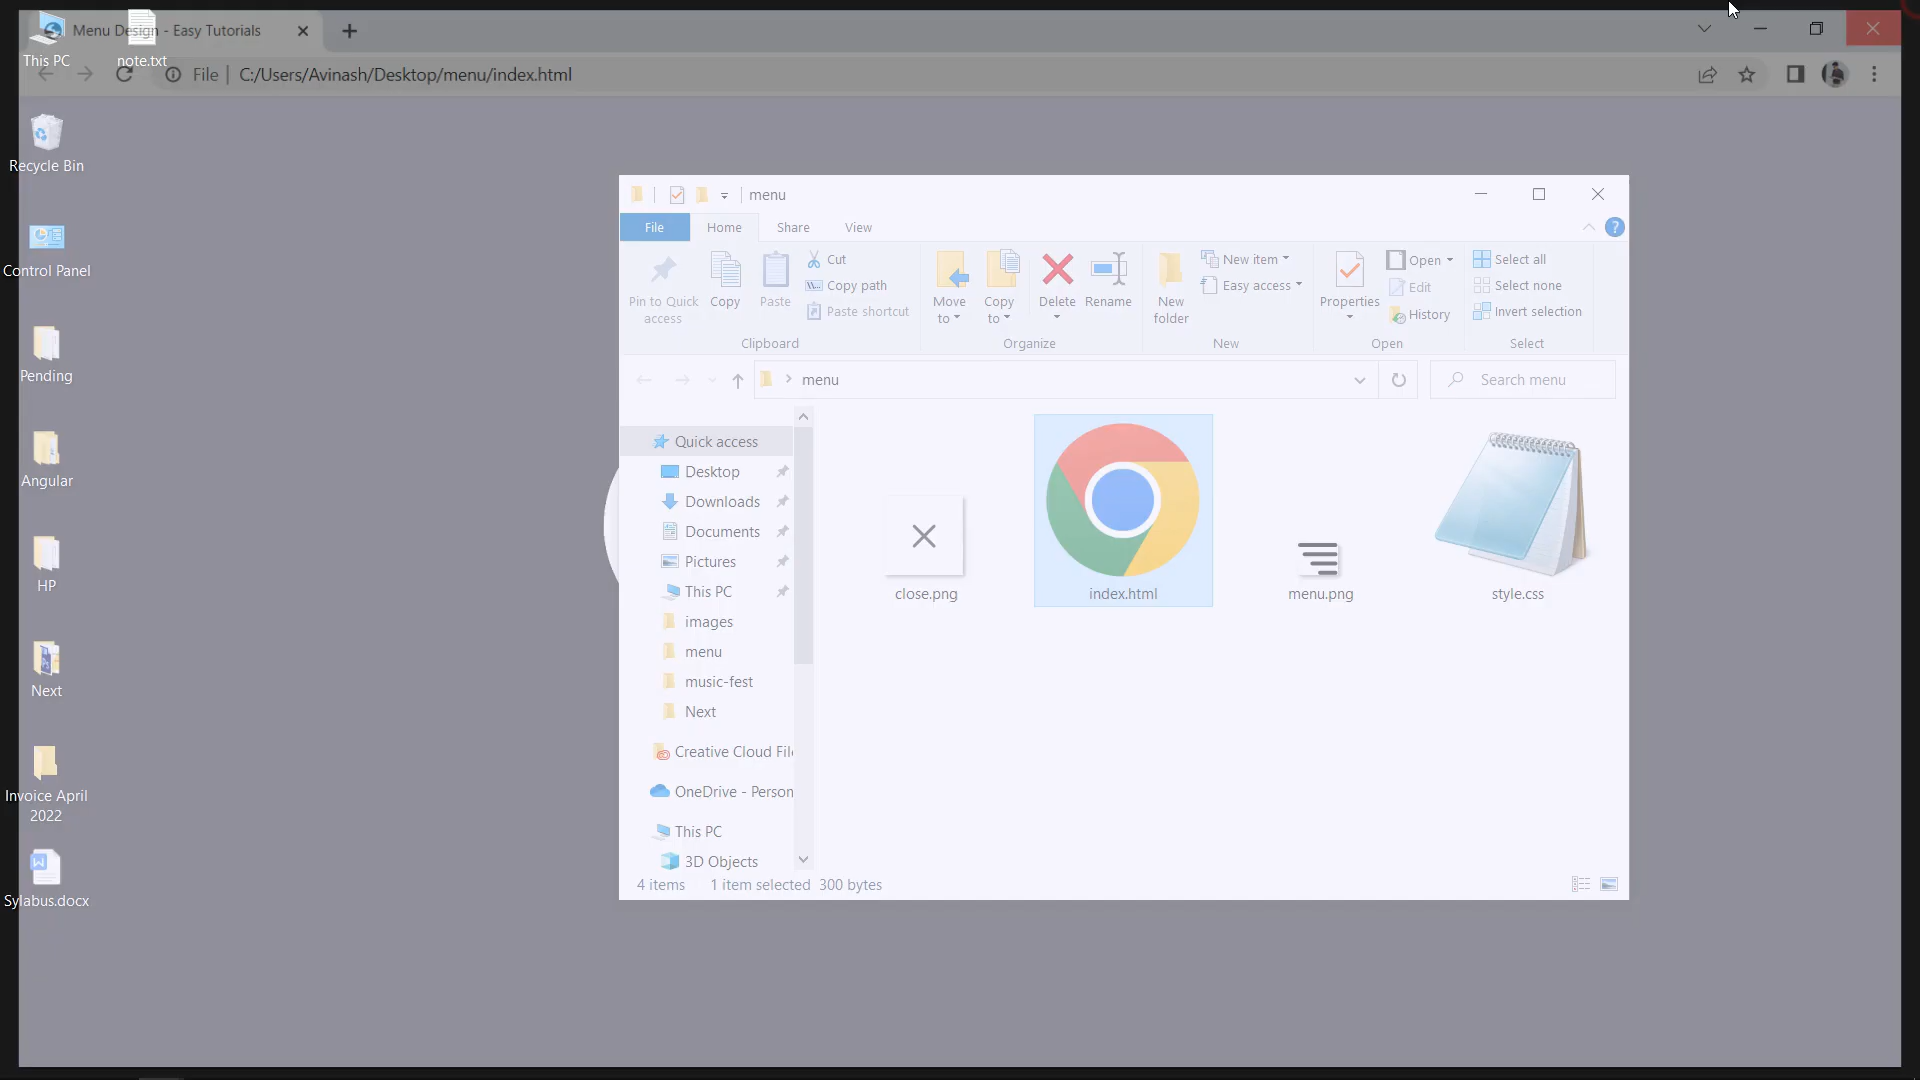 Menu Design - Easy Tutorials
File
C:/Users/Avinash/Desktop/menu/index.html
This PC
note.txt
Recycle Bin
Control Panel
Pending
Angular
HP
Next
Invoice April
2022
Sylabus.docx
menu
File
Home
Share
View
Pin to Quick
access
Copy
Paste
Cut
Copy path
Paste shortcut
Clipboard
Move
to
Copy
to
Delete
Rename
Organize
New
folder
New item
Easy access
New
Properties
Open
Edit
History
Open
Select all
Select none
Invert selection
Select
menu
Search menu
Quick access
Desktop
Downloads
Documents
Pictures
This PC
images
menu
music-fest
Next
Creative Cloud File
OneDrive - Person
This PC
3D Objects
close.png
index.html
menu.png
style.css
4 items
1 item selected 300 bytes